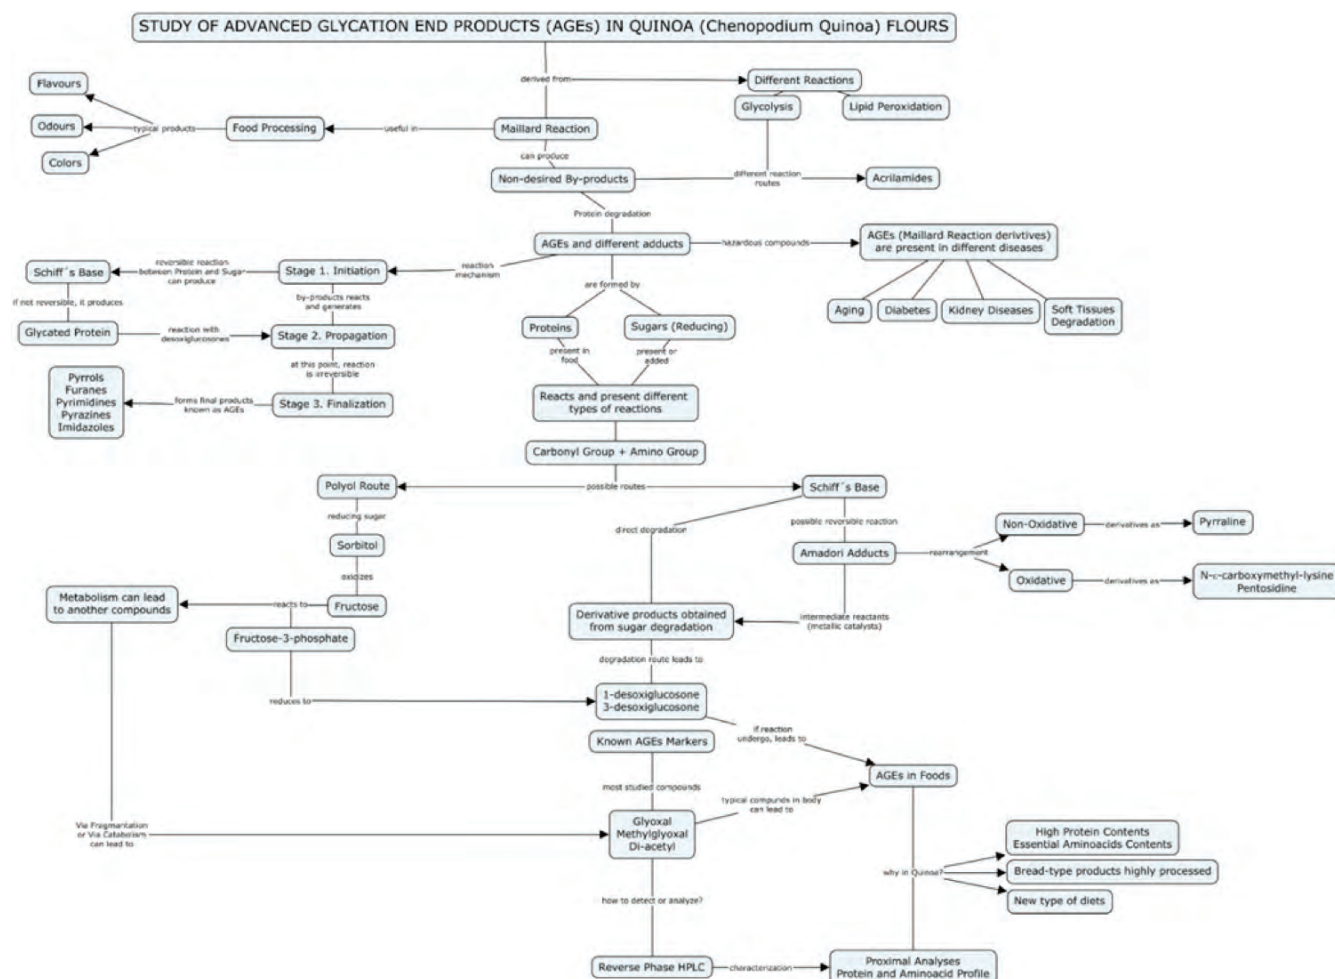 STUDY OF ADVANCED GLYCATION END PRODUCTS (AGEs) IN QUINOA (Chenopodium Quinoa) FLOURS
derived from
Different Reactions
Flavours
Glycolysis
Lipid Peroxidation
Odours
typical products
Food Processing
useful in
Maillard Reaction
Colors
can produce
Non-desired By-products
different reaction
routes
Acrilamides
Protein degradation
AGEs and different adducts
hazardous compounds
AGEs (Maillard Reaction derivtives)
are present in different diseases
Schiff´s Base
reversible reaction
between Protein and Sugar
can produce
Stage 1. Initiation
reaction
mechanism
are formed by
if not reversible, it produces
by-products reacts
and generates
Aging
Diabetes
Kidney Diseases
Soft Tissues
Degradation
Glycated Protein
reaction with
desoxiglucosones
Stage 2. Propagation
Proteins
Sugars (Reducing)
at this point, reaction
is irreversible
present in
food
present or
added
Pyrrols
Furanes
Pyrimidines
Pyrazines
Imidazoles
forms final products
known as AGEs
Stage 3. Finalization
Reacts and present different
types of reactions
Carbonyl Group + Amino Group
Polyol Route
possible routes
Schiff´s Base
reducing sugar
direct degradation
possible reversible reaction
Non-Oxidative
derivatives as
Pyrraline
Sorbitol
Amadori Adducts
rearrangement
oxidizes
Oxidative
derivatives as
N-ε-carboxymethyl-lysine
Pentosidine
Metabolism can lead
to another compounds
reacts to
Fructose
Derivative products obtained
from sugar degradation
intermediate reactants
(metallic catalysts)
Fructose-3-phosphate
degradation route leads to
reduces to
1-desoxiglucosone
3-desoxiglucosone
if reaction
undergo, leads to
Known AGEs Markers
AGEs in Foods
most studied compounds
typical compunds in body
can lead to
Via Fragmantation
or Via Catabolism
can lead to
Glyoxal
Methylglyoxal
Di-acetyl
High Protein Contents
Essential Aminoacids Contents
why in Quinoa?
Bread-type products highly processed
how to detect or analyze?
New type of diets
Reverse Phase HPLC
characterization
Proximal Analyses
Protein and Aminoacid Profile